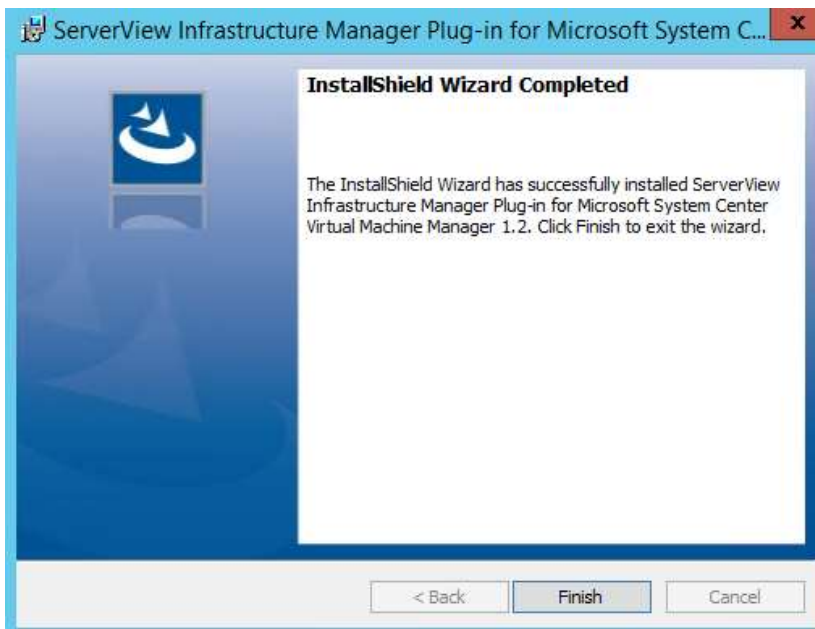 ServerView Infrastructure Manager Plug-in for Microsoft System C...
x
InstallShield Wizard Completed
The InstallShield Wizard has successfully installed ServerView
Infrastructure Manager Plug-in for Microsoft System Center
Virtual Machine Manager 1.2. Click Finish to exit the wizard.
< Back
Finish
Cancel